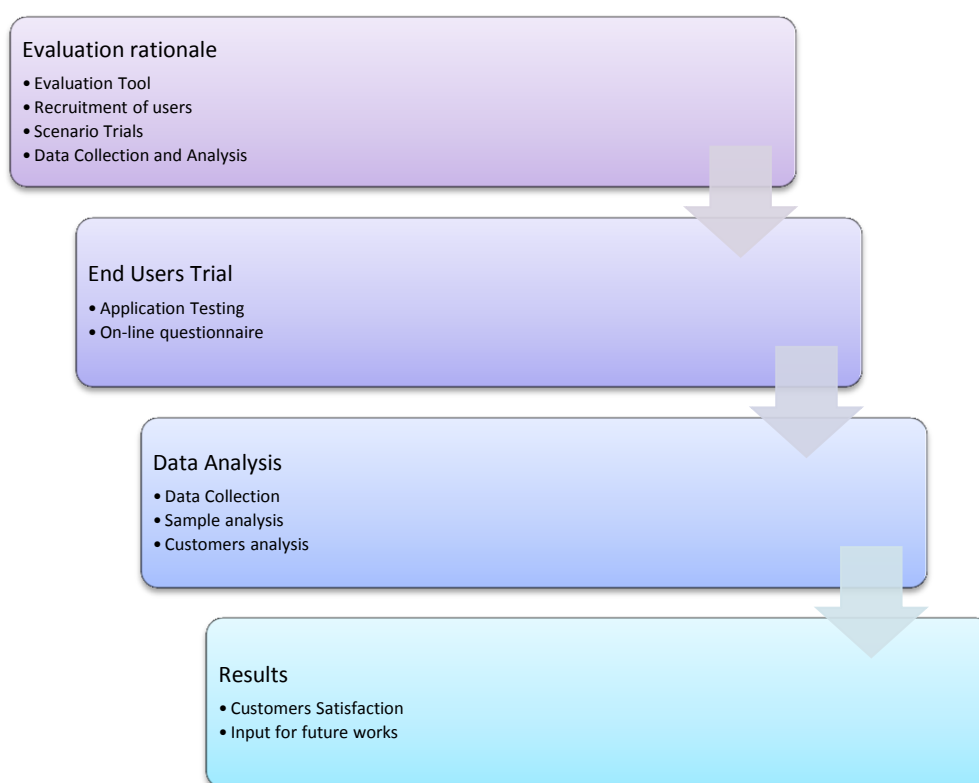 Evaluation rationale
• Evaluation Tool
• Recruitment of users
• Scenario Trials
• Data Collection and Analysis
End Users Trial
• Application Testing
• On-line questionnaire
Data Analysis
• Data Collection
• Sample analysis
• Customers analysis
Results
• Customers Satisfaction
• Input for future works